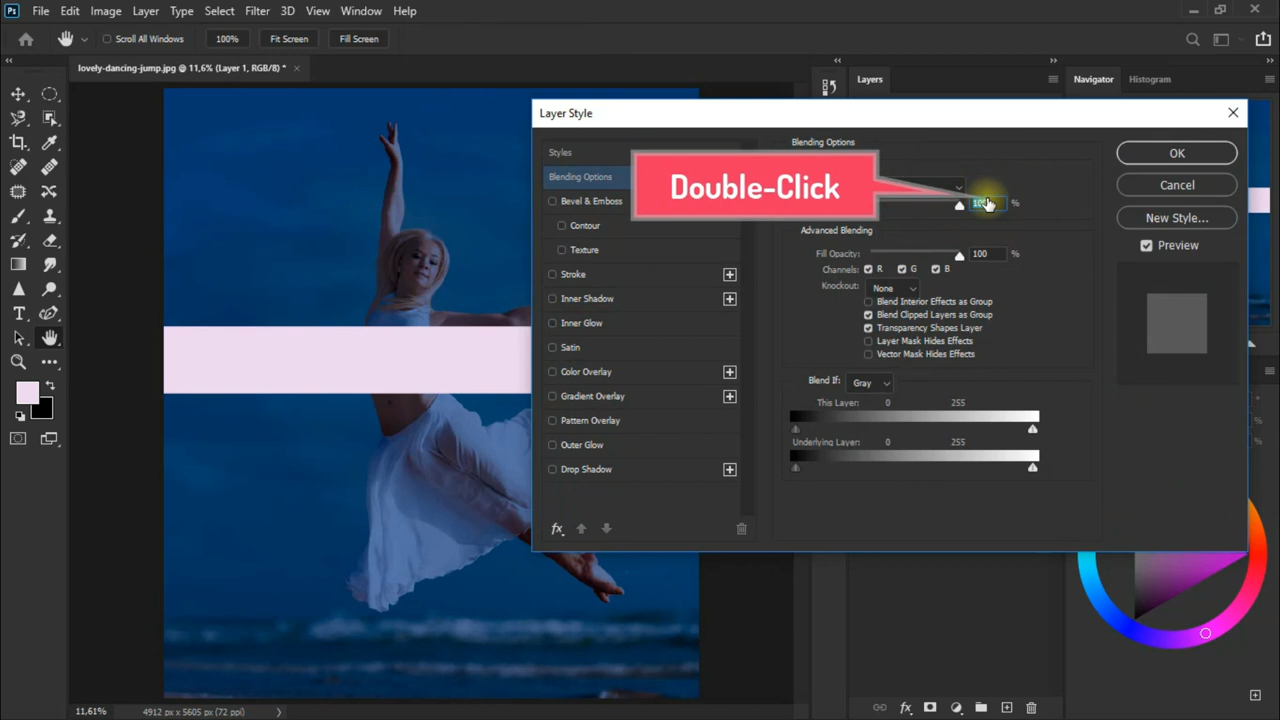 Ps File Edit Image Layer Type Select Filter 3D View Window Help
Scroll All Windows 100% Fit Screen Fill Screen
lovely-dancing-jump.jpg @ 11,6% (Layer 1, RGB/8) * ×
Layers
Navigator Histogram
Layer Style
Styles
Blending Options
Bevel & Emboss
Contour
Texture
Stroke
Inner Shadow
Inner Glow
Satin
Color Overlay
Gradient Overlay
Pattern Overlay
Outer Glow
Drop Shadow
fx
Blending Options
Double-Click
%
Advanced Blending
Fill Opacity: 100 %
Channels: R G B
Knockout: None
Blend Interior Effects as Group
Blend Clipped Layers as Group
Transparency Shapes Layer
Layer Mask Hides Effects
Vector Mask Hides Effects
Blend If: Gray
This Layer: 0 255
Underlying Layer: 0 255
OK
Cancel
New Style...
Preview
11,61% 4912 px x 5605 px (72 ppi)
fx